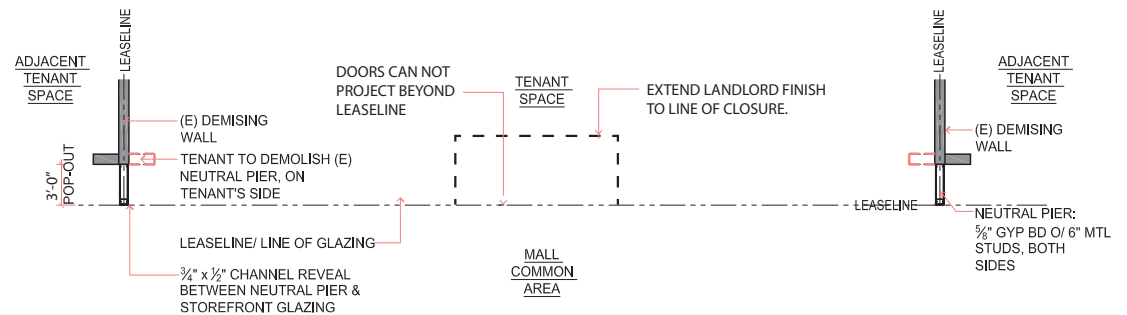 LEASELINE
ADJACENT
TENANT
SPACE
(E) DEMISING
WALL
TENANT TO DEMOLISH (E)
NEUTRAL PIER, ON
TENANT'S SIDE
3'-0"
POP-OUT
LEASELINE/ LINE OF GLAZING
¾" x ½" CHANNEL REVEAL
BETWEEN NEUTRAL PIER &
STOREFRONT GLAZING
DOORS CAN NOT
PROJECT BEYOND
LEASELINE
TENANT
SPACE
EXTEND LANDLORD FINISH
TO LINE OF CLOSURE.
MALL
COMMON
AREA
LEASELINE
LEASELINE
ADJACENT
TENANT
SPACE
(E) DEMISING
WALL
NEUTRAL PIER:
⅝" GYP BD O/ 6" MTL
STUDS, BOTH
SIDES